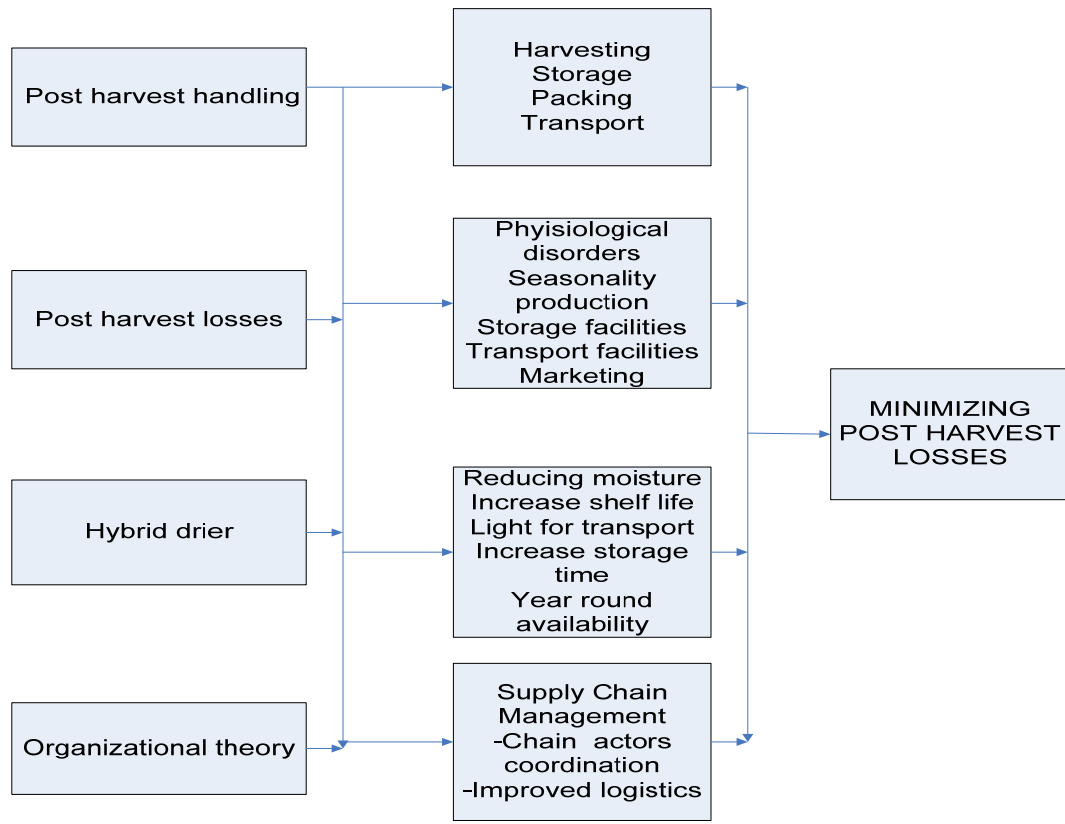 Post harvest handling
Harvesting
Storage
Packing
Transport
Post harvest losses
Phyisiological
disorders
Seasonality
production
Storage facilities
Transport facilities
Marketing
Hybrid drier
Reducing moisture
Increase shelf life
Light for transport
Increase storage
time
Year round
availability
Organizational theory
Supply Chain
Management
-Chain actors
coordination
-Improved logistics
MINIMIZING
POST HARVEST
LOSSES